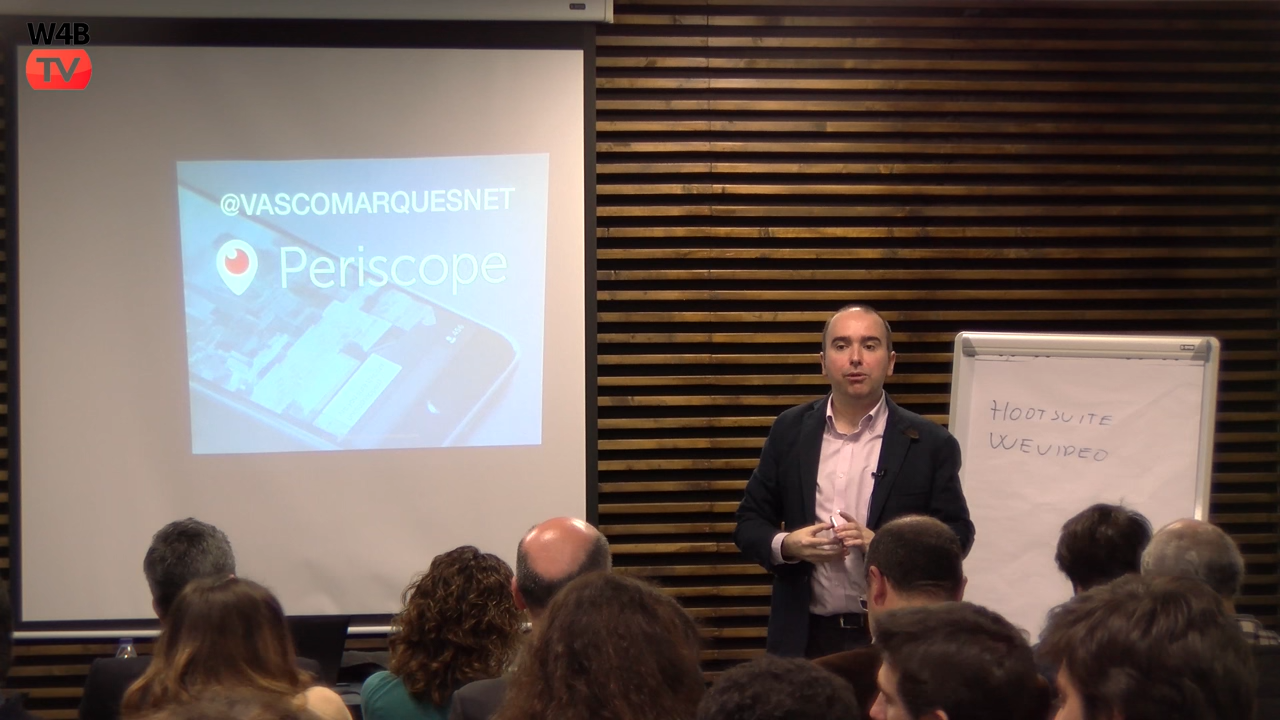 W4B
TV
@VASCOMARQUESNET
Periscope
HOOTSUITE
WEVIDEO